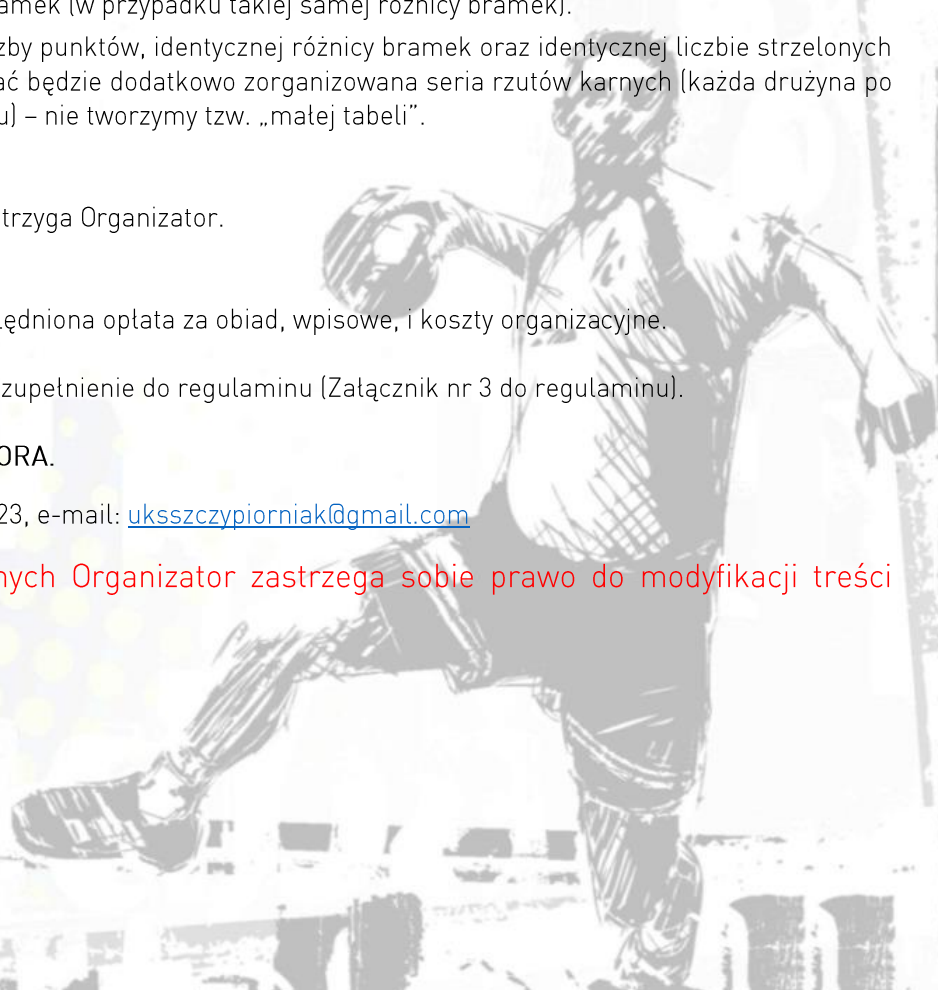 amek (w przypadku takiej samej różnicy bramek).
zby punktów, identycznej różnicy bramek oraz identycznej liczbie strzelonych
ać będzie dodatkowo zorganizowana seria rzutów karnych (każda drużyna po
u) – nie tworzymy tzw. „małej tabeli”.
trzyga Organizator.
lędniona opłata za obiad, wpisowe, i koszty organizacyjne.
zupełnienie do regulaminu (Załącznik nr 3 do regulaminu).
ORA.
23, e-mail: uksszczypiorniak@gmail.com
nych Organizator zastrzega sobie prawo do modyfikacji treści